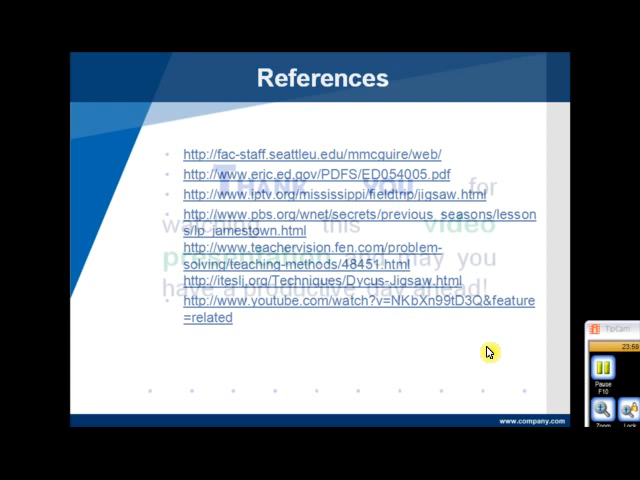 References
http://fac-staff.seattleu.edu/mmcquire/web/
http://www.eric.ed.gov/PDFS/ED054005.pdf
THANK YOU for
http://www.iptv.org/mississippi/fieldtrip/jigsaw.html
http://www.pbs.org/wnet/secrets/previous_seasons/lesson
watching this video
s/lp_jamestown.html
http://www.teachervision.fen.com/problem-
presentation and may you
solving/teaching-methods/48451.html
http://iteslj.org/Techniques/Dycus-Jigsaw.html
have a productive day ahead!
http://www.youtube.com/watch?v=NKbXn99tD3Q&feature
=related
www.company.com
TipCam
23:58
Pause
F10
Zoom
Lock